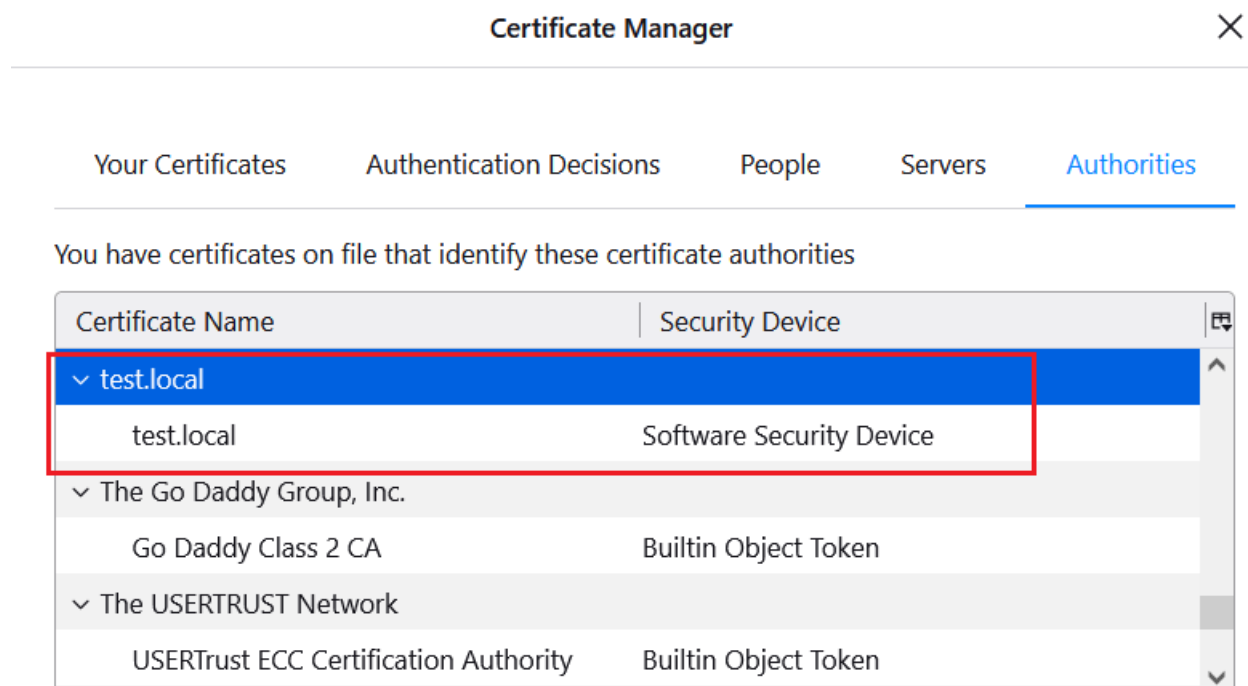 Certificate Manager
Your Certificates Authentication Decisions People Servers Authorities
You have certificates on file that identify these certificate authorities
Certificate Name Security Device
test.local
test.local Software Security Device
The Go Daddy Group, Inc.
Go Daddy Class 2 CA Builtin Object Token
The USERTRUST Network
USERTrust ECC Certification Authority Builtin Object Token